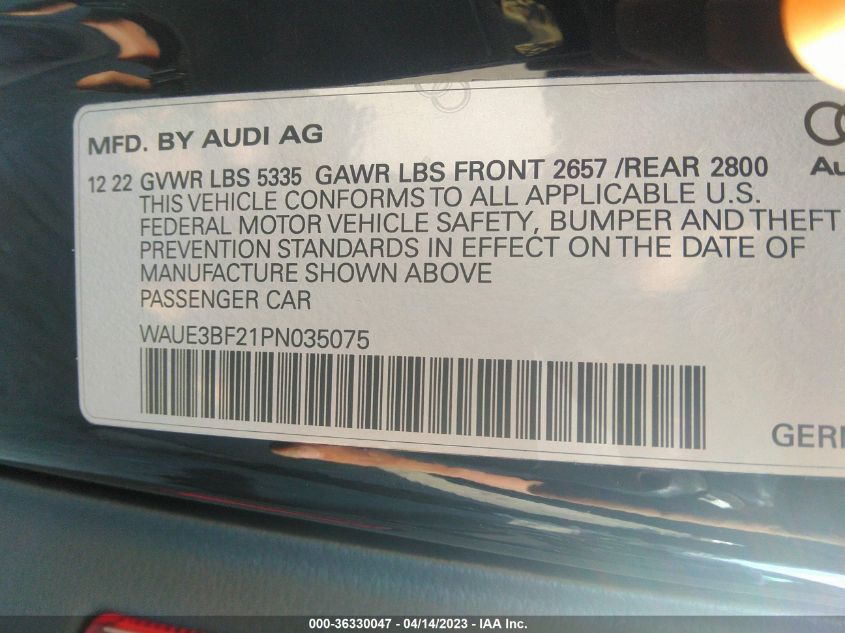 MFD. BY AUDI AG
12 22 GVWR LBS 5335 GAWR LBS FRONT 2657 /REAR 2800
THIS VEHICLE CONFORMS TO ALL APPLICABLE U.S.
FEDERAL MOTOR VEHICLE SAFETY, BUMPER AND THEFT
PREVENTION STANDARDS IN EFFECT ON THE DATE OF
MANUFACTURE SHOWN ABOVE
PASSENGER CAR
WAUE3BF21PN035075
000-36330047 - 04/14/2023 - IAA Inc.